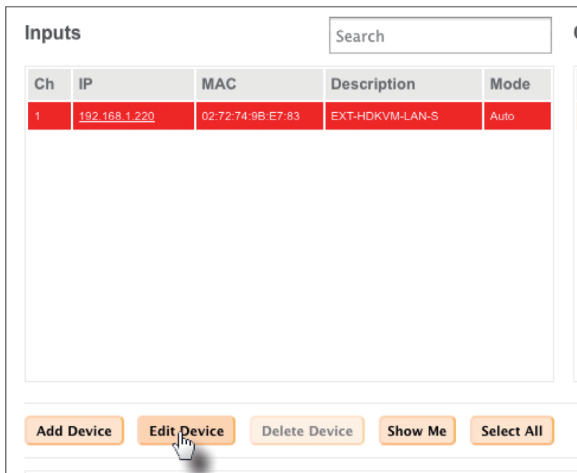 Inputs
Search
Ch IP MAC Description Mode
1 192.168.1.220 02:72:74:9B:E7:83 EXT-HDKVM-LAN-S Auto
Add Device Edit Device Delete Device Show Me Select All